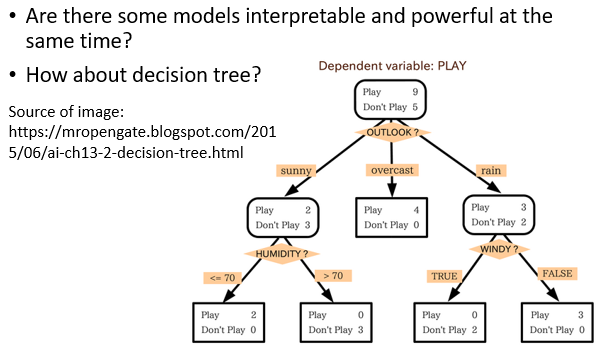 • Are there some models interpretable and powerful at the
same time?
• How about decision tree?
Source of image:
https://mropengate.blogspot.com/201
5/06/ai-ch13-2-decision-tree.html
Dependent variable: PLAY
Play 9
Don't Play 5
OUTLOOK ?
sunny
overcast
rain
Play 2
Don't Play 3
Play 4
Don't Play 0
Play 3
Don't Play 2
HUMIDITY ?
WINDY ?
<= 70
> 70
TRUE
FALSE
Play 2
Don't Play 0
Play 0
Don't Play 3
Play 0
Don't Play 2
Play 3
Don't Play 0